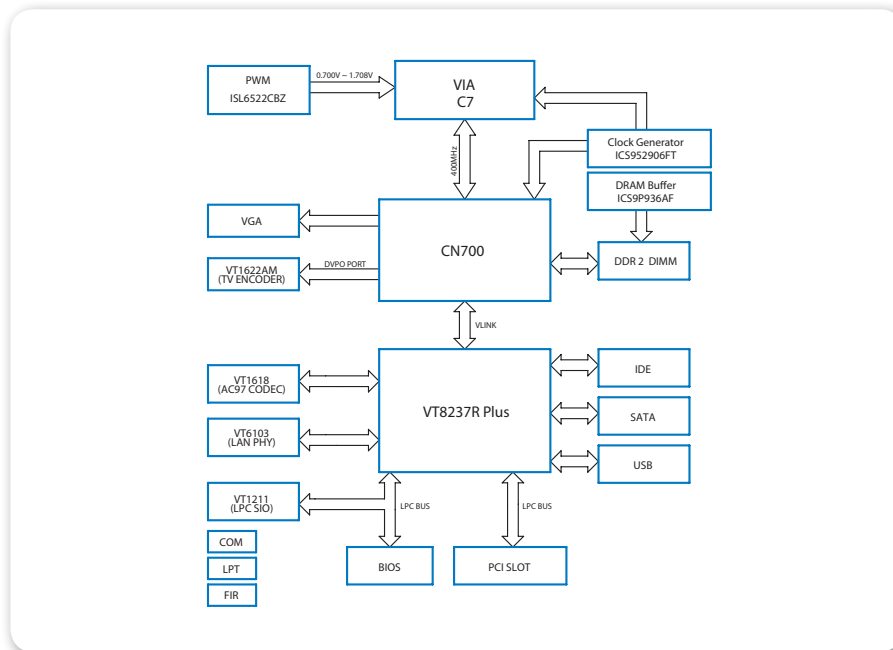 PWM
ISL6522CBZ
0.700V ~ 1.708V
VIA
C7
Clock Generator
ICS952906FT
400MHz
DRAM Buffer
ICS9P936AF
VGA
CN700
DDR 2 DIMM
VT1622AM
(TV ENCODER)
DVPO PORT
VLINK
VT1618
(AC97 CODEC)
VT8237R Plus
IDE
SATA
VT6103
(LAN PHY)
USB
VT1211
(LPC SIO)
LPC BUS
LPC BUS
COM
LPT
FIR
BIOS
PCI SLOT